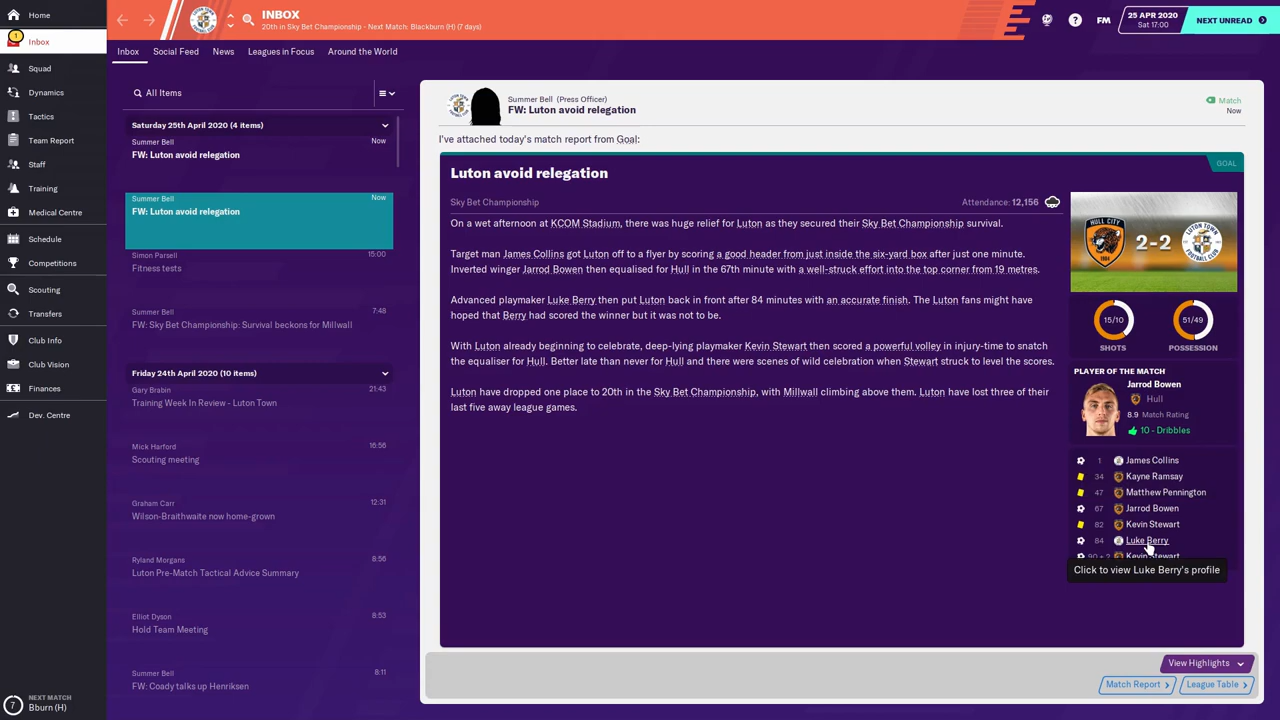 INBOX
20th in Sky Bet Championship - Next Match: Blackburn (H) (7 days)
FM
25 APR 2020
Sat 17:00
NEXT UNREAD
Home
1
Inbox
Squad
Dynamics
Tactics
Team Report
Staff
Training
Medical Centre
Schedule
Competitions
Scouting
Transfers
Club Info
Club Vision
Finances
Dev. Centre
7
NEXT MATCH
Burn (H)
Inbox
Social Feed
News
Leagues in Focus
Around the World
All Items
Saturday 25th April 2020 (4 items)
Summer Bell Now
FW: Luton avoid relegation
Summer Bell Now
FW: Luton avoid relegation
Simon Parsell 15:00
Fitness tests
Summer Bell 7:48
FW: Sky Bet Championship: Survival beckons for Millwall
Friday 24th April 2020 (10 items)
Gary Brabin 21:43
Training Week In Review - Luton Town
Mick Harford 16:56
Scouting meeting
Graham Carr 12:31
Wilson-Braithwaite now home-grown
Ryland Morgans 8:56
Luton Pre-Match Tactical Advice Summary
Elliot Dyson 8:53
Hold Team Meeting
Summer Bell 8:11
FW: Coady talks up Henriksen
Summer Bell (Press Officer)
FW: Luton avoid relegation
Match
Now
I've attached today's match report from Goal:
GOAL
Luton avoid relegation
Sky Bet Championship
Attendance: 12,156
On a wet afternoon at KCOM Stadium, there was huge relief for Luton as they secured their Sky Bet Championship survival.
Target man James Collins got Luton off to a flyer by scoring a good header from just inside the six-yard box after just one minute.
Inverted winger Jarrod Bowen then equalised for Hull in the 67th minute with a well-struck effort into the top corner from 19 metres.
Advanced playmaker Luke Berry then put Luton back in front after 84 minutes with an accurate finish. The Luton fans might have
hoped that Berry had scored the winner but it was not to be.
With Luton already beginning to celebrate, deep-lying playmaker Kevin Stewart then scored a powerful volley in injury-time to snatch
the equaliser for Hull. Better late than never for Hull and there were scenes of wild celebration when Stewart struck to level the scores.
Luton have dropped one place to 20th in the Sky Bet Championship, with Millwall climbing above them. Luton have lost three of their
last five away league games.
HULL CITY
2-2
15/10
SHOTS
51/49
POSSESSION
PLAYER OF THE MATCH
Jarrod Bowen
Hull
8.9 Match Rating
10 - Dribbles
1 James Collins
34 Kayne Ramsay
47 Matthew Pennington
67 Jarrod Bowen
82 Kevin Stewart
84 Luke Berry
90 + 2 Kevin Stewart
Click to view Luke Berry's profile
View Highlights
Match Report
League Table